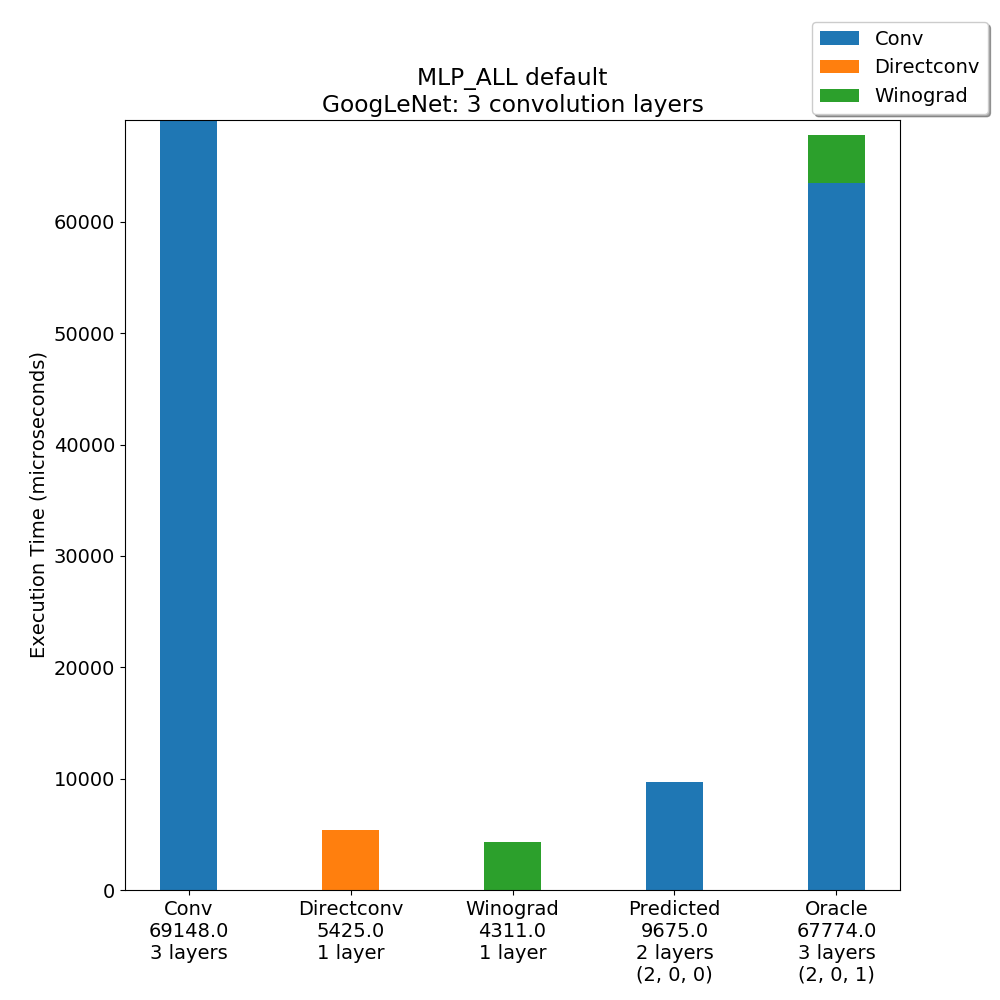 Conv
Directconv
Winograd
MLP_ALL default
GoogLeNet: 3 convolution layers
Execution Time (microseconds)
60000
50000
40000
30000
20000
10000
0
Conv
69148.0
3 layers
Directconv
5425.0
1 layer
Winograd
4311.0
1 layer
Predicted
9675.0
2 layers
(2, 0, 0)
Oracle
67774.0
3 layers
(2, 0, 1)